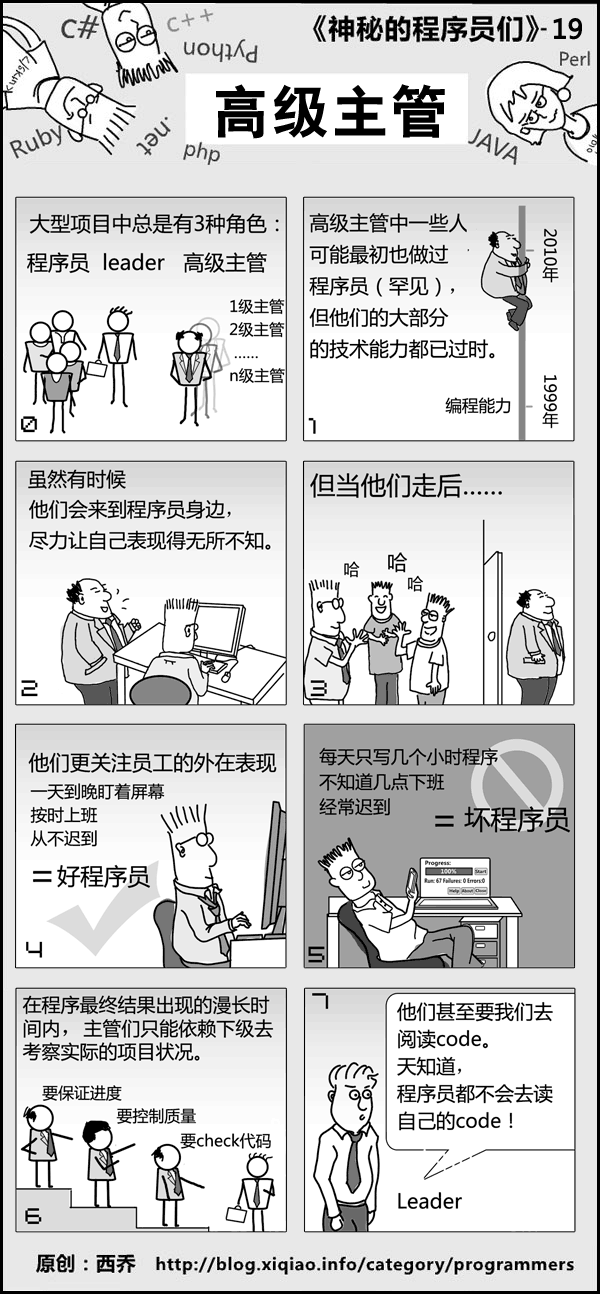 C#
C++
Python
《神秘的程序员们》- 19
Perl
Ruby
.net
php
高级主管
JAVA
大型项目中总是有3种角色：
程序员 leader 高级主管
1级主管
2级主管
......
n级主管
0
高级主管中一些人
可能最初也做过
程序员（罕见），
但他们的大部分
的技术能力都已过时。
2010年
1999年
编程能力
1
虽然有时候
他们会来到程序员身边，
尽力让自己表现得无所不知。
2
但当他们走后......
哈
哈
哈
3
他们更关注员工的外在表现
一天到晚盯着屏幕
按时上班
从不迟到
=好程序员
4
每天只写几个小时程序
不知道几点下班
经常迟到
= 坏程序员
Progress:
100% Start
Run: 67 Failures: 0 Errors:0
Help About Close
5
在程序最终结果出现的漫长时
间内，主管们只能依赖下级去
考察实际的项目状况。
要保证进度
要控制质量
要check代码
6
7
他们甚至要我们去
阅读code。
天知道，
程序员都不会去读
自己的code！
Leader
原创：西乔 http://blog.xiqiao.info/category/programmers